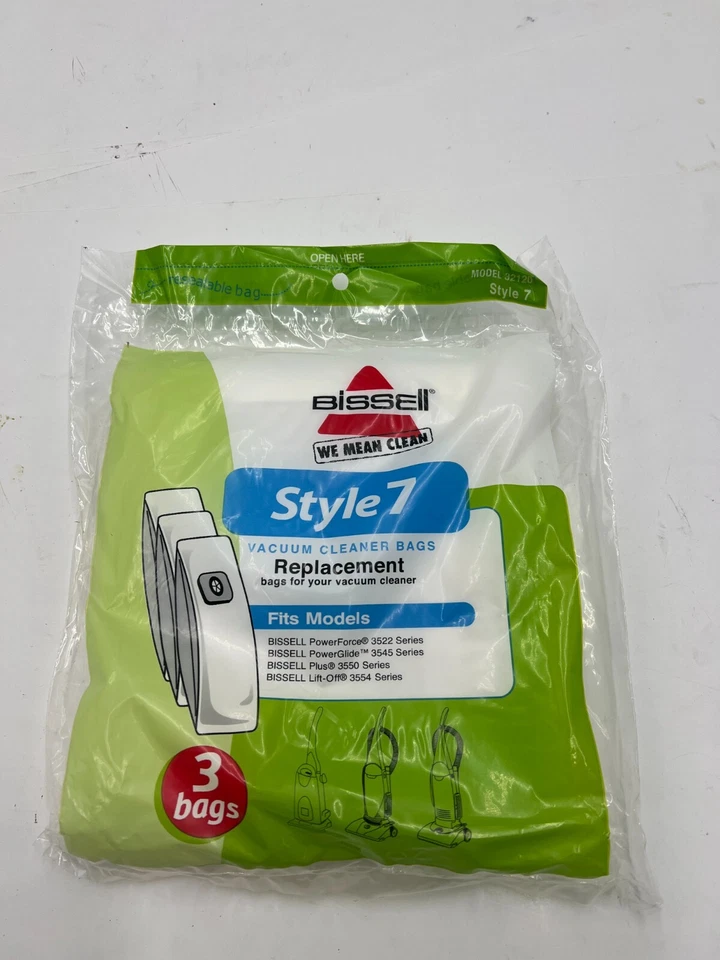 OPEN HERE
resealable bag
MODEL 32120
Style 7
BISSELL®
WE MEAN CLEAN
Style 7
VACUUM CLEANER BAGS
Replacement
bags for your vacuum cleaner
Fits Models
BISSELL PowerForce® 3522 Series
BISSELL PowerGlide™ 3545 Series
BISSELL Plus® 3550 Series
BISSELL Lift-Off® 3554 Series
3
bags